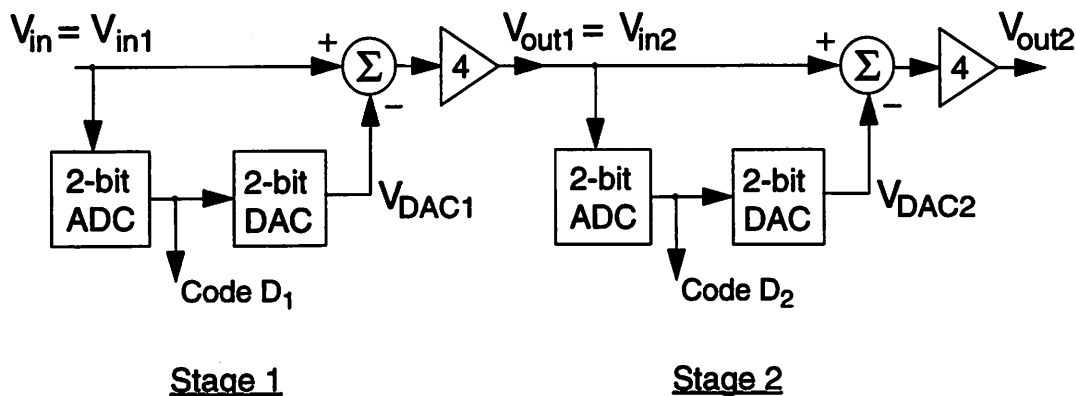 V_in = V_in1
+
Σ
−
4
V_out1 = V_in2
+
Σ
−
4
V_out2
2-bit
ADC
2-bit
DAC
V_DAC1
2-bit
ADC
2-bit
DAC
V_DAC2
Code D_1
Code D_2
Stage 1
Stage 2